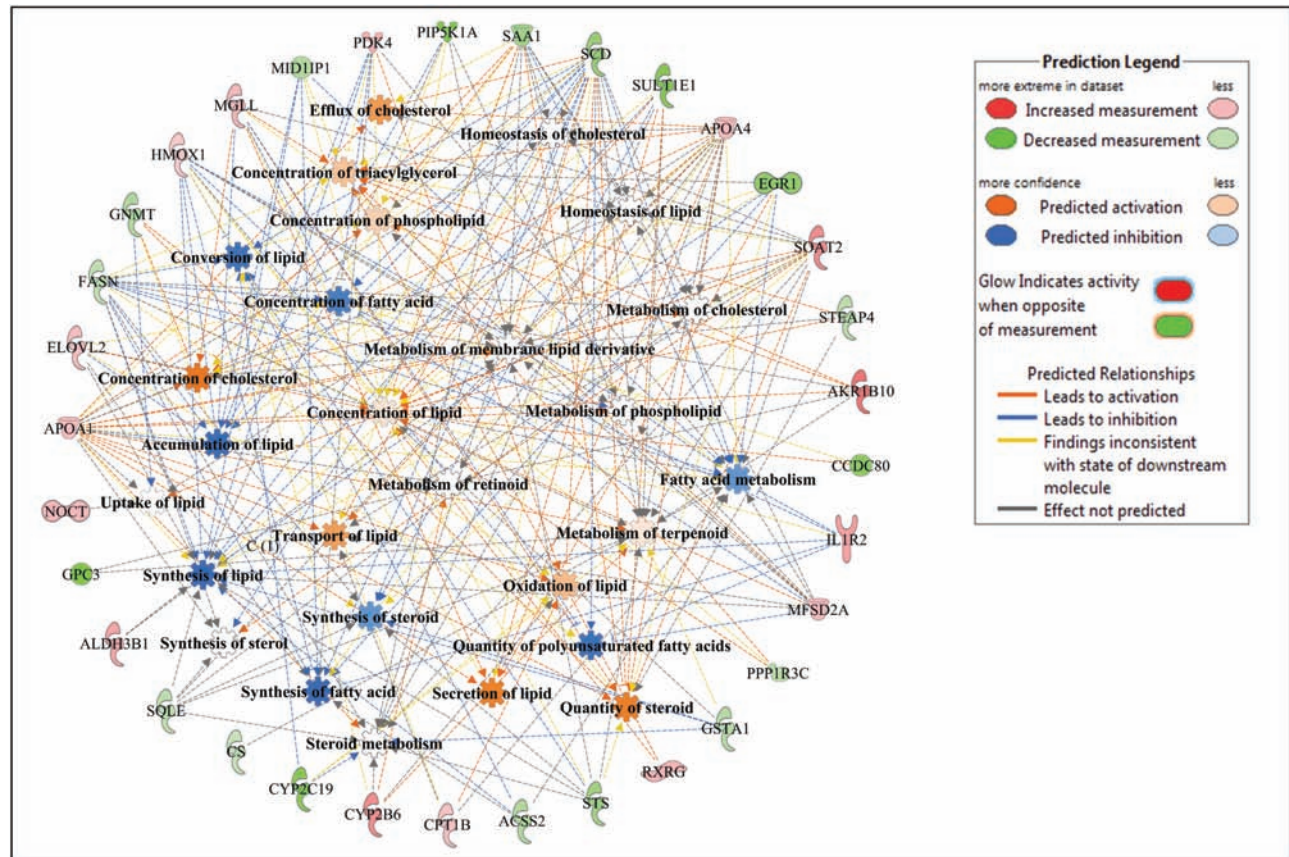 PDK4
PIP5K1A
SAA1
SCD
MID1IP1
SULT1E1
MGLL
Efflux of cholesterol
Homeostasis of cholesterol
APOA4
HMOX1
Concentration of triacylglycerol
EGR1
GNMT
Concentration of phospholipid
Homeostasis of lipid
SOAT2
Conversion of lipid
FASN
Concentration of fatty acid
Metabolism of cholesterol
STEAP4
ELOVL2
Metabolism of membrane lipid derivative
Concentration of cholesterol
AKR1B10
Concentration of lipid
Metabolism of phospholipid
APOA1
Accumulation of lipid
CCDC80
Fatty acid metabolism
Metabolism of retinoid
Uptake of lipid
NOCT
Transport of lipid
Metabolism of terpenoid
IL1R2
C (1)
GPC3
Synthesis of lipid
Oxidation of lipid
MFSD2A
Synthesis of steroid
ALDH3B1
Synthesis of sterol
Quantity of polyunsaturated fatty acids
PPP1R3C
Synthesis of fatty acid
Secretion of lipid
Quantity of steroid
SQLE
GSTA1
Steroid metabolism
CS
RXRG
CYP2C19
STS
CYP2B6
CPT1B
ACSS2
Prediction Legend
more extreme in dataset less
Increased measurement
Decreased measurement
more confidence less
Predicted activation
Predicted inhibition
Glow Indicates activity
when opposite
of measurement
Predicted Relationships
Leads to activation
Leads to inhibition
Findings inconsistent
with state of downstream
molecule
Effect not predicted